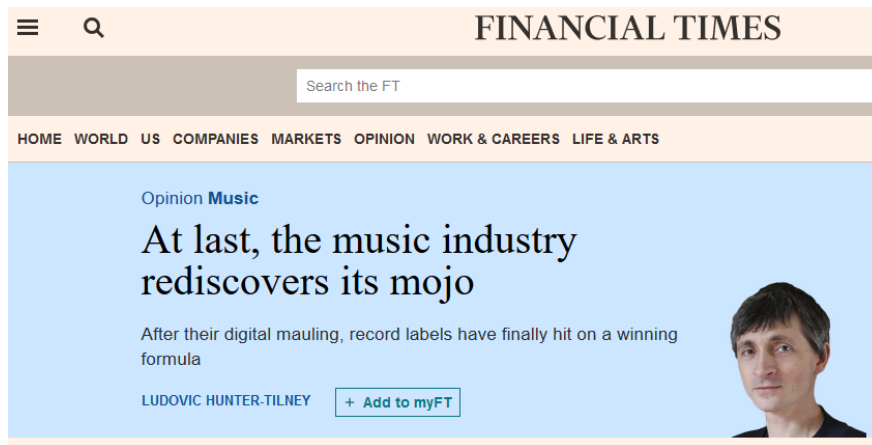 FINANCIAL TIMES
Search the FT
HOME WORLD US COMPANIES MARKETS OPINION WORK & CAREERS LIFE & ARTS
Opinion Music
At last, the music industry
rediscovers its mojo
After their digital mauling, record labels have finally hit on a winning
formula
LUDOVIC HUNTER-TILNEY + Add to myFT